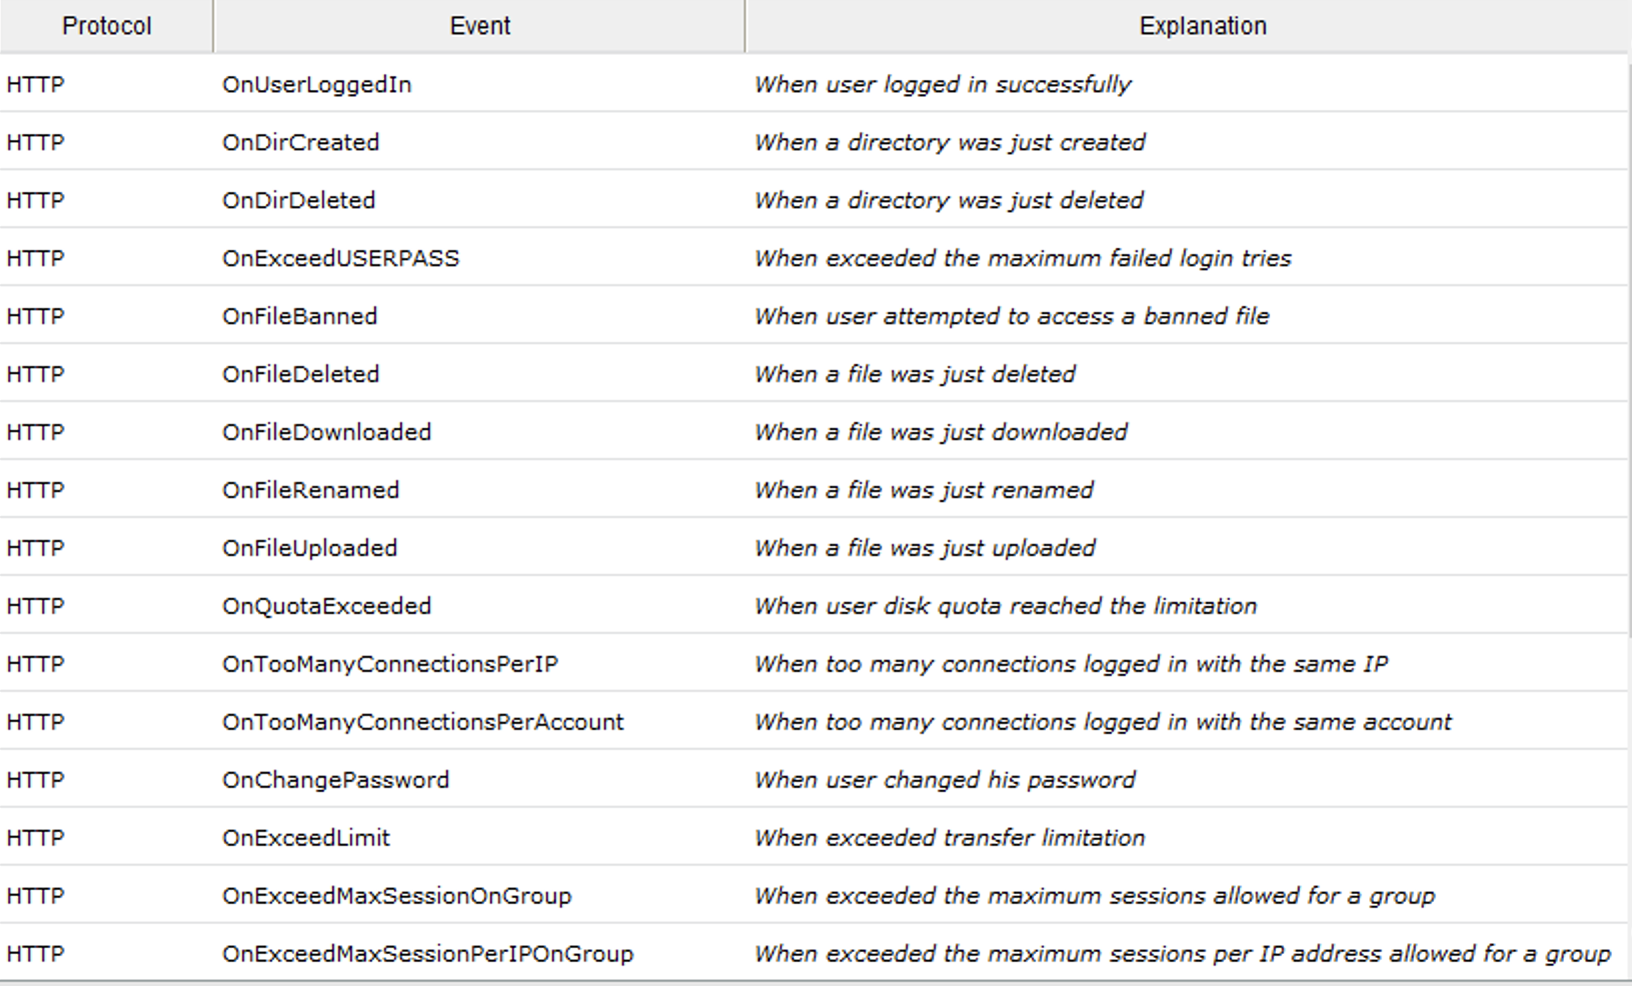 Protocol Event Explanation
HTTP OnUserLoggedIn When user logged in successfully
HTTP OnDirCreated When a directory was just created
HTTP OnDirDeleted When a directory was just deleted
HTTP OnExceedUSERPASS When exceeded the maximum failed login tries
HTTP OnFileBanned When user attempted to access a banned file
HTTP OnFileDeleted When a file was just deleted
HTTP OnFileDownloaded When a file was just downloaded
HTTP OnFileRenamed When a file was just renamed
HTTP OnFileUploaded When a file was just uploaded
HTTP OnQuotaExceeded When user disk quota reached the limitation
HTTP OnTooManyConnectionsPerIP When too many connections logged in with the same IP
HTTP OnTooManyConnectionsPerAccount When too many connections logged in with the same account
HTTP OnChangePassword When user changed his password
HTTP OnExceedLimit When exceeded transfer limitation
HTTP OnExceedMaxSessionOnGroup When exceeded the maximum sessions allowed for a group
HTTP OnExceedMaxSessionPerIPOnGroup When exceeded the maximum sessions per IP address allowed for a group